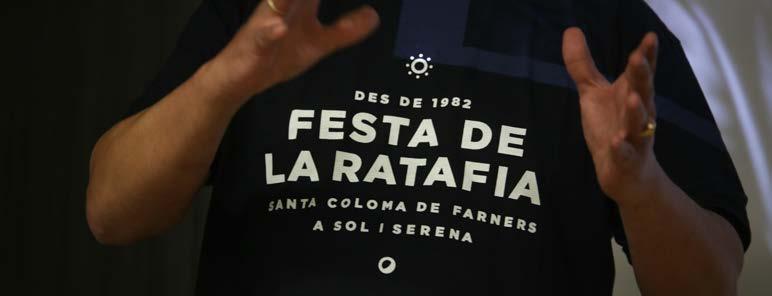 DES DE 1982
FESTA DE
LA RATAFIA
SANTA COLOMA DE FARNERS
A SOL I SERENA